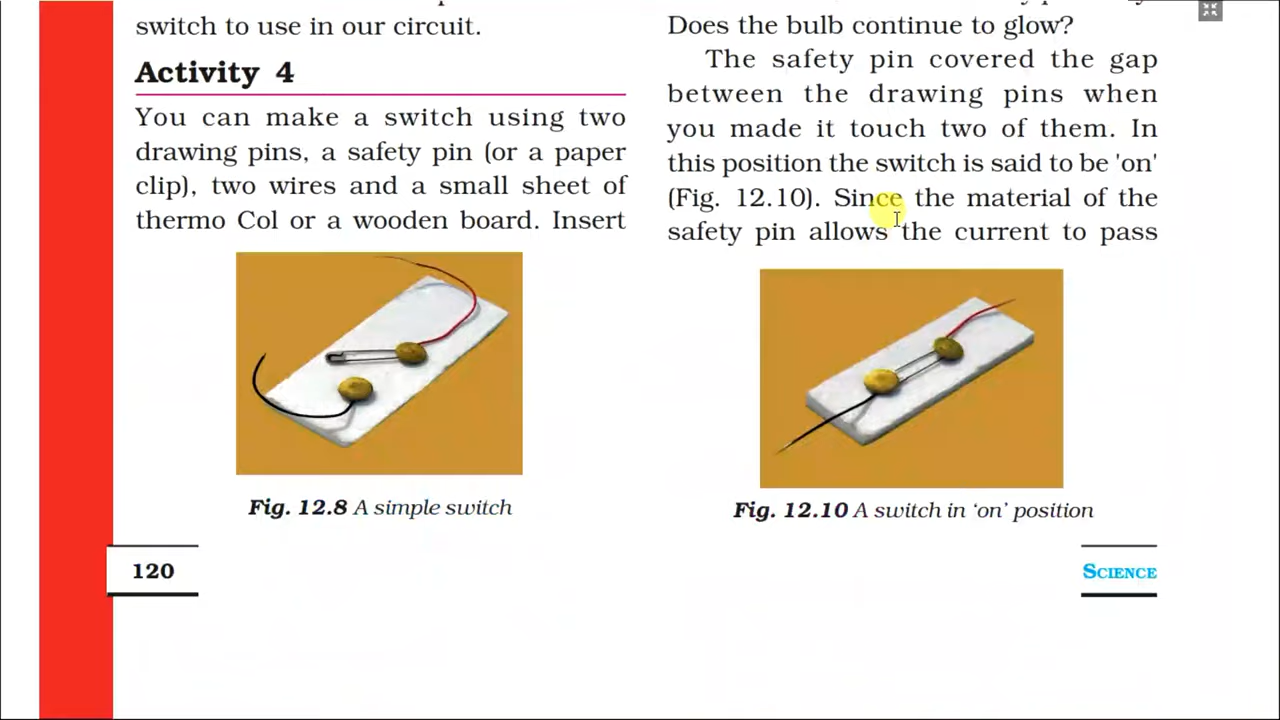 switch to use in our circuit.
Activity 4
You can make a switch using two
drawing pins, a safety pin (or a paper
clip), two wires and a small sheet of
thermo Col or a wooden board. Insert
Fig. 12.8 A simple switch
120
Does the bulb continue to glow?
The safety pin covered the gap
between the drawing pins when
you made it touch two of them. In
this position the switch is said to be 'on'
(Fig. 12.10). Since the material of the
safety pin allows the current to pass
Fig. 12.10 A switch in ‘on’ position
SCIENCE